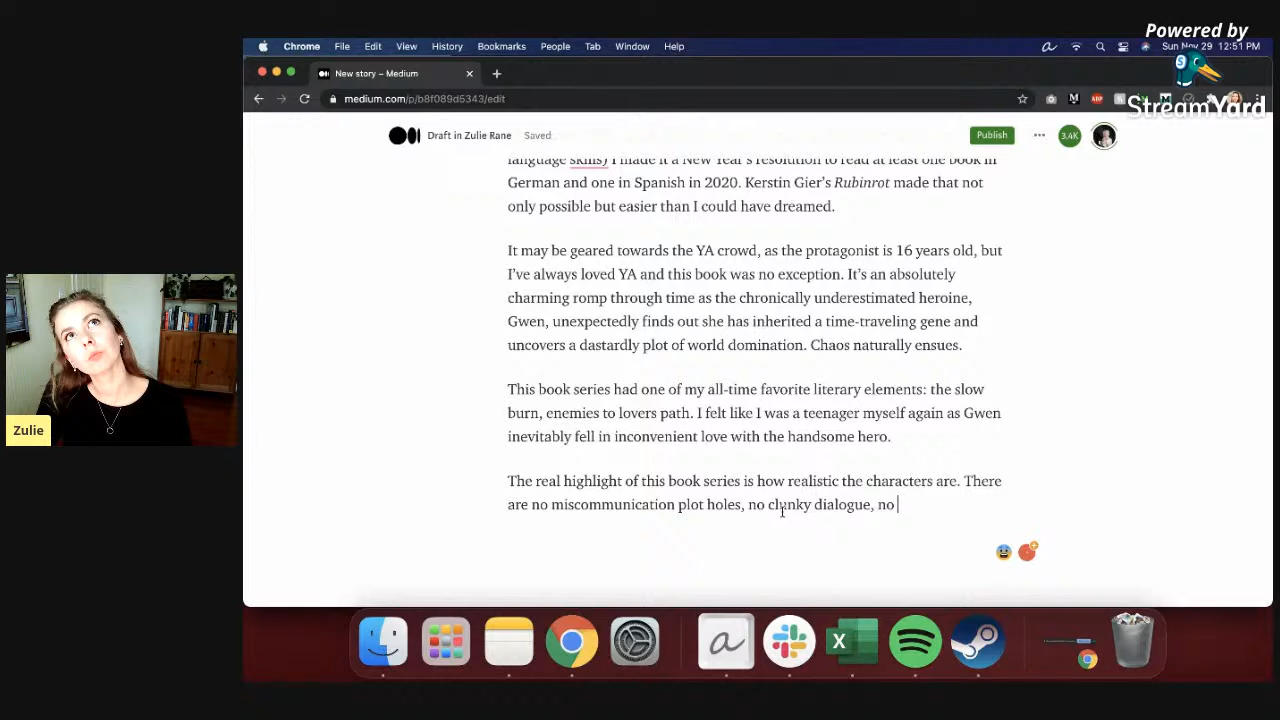 Powered by
StreamYard
Chrome File Edit View History Bookmarks People Tab Window Help
Sun Nov 29 12:51 PM
New story – Medium
medium.com/p/b8f089d5343/edit
ABP
Draft in Zulie Rane Saved
Publish
3.4K
language skills) I made it a New Year's resolution to read at least one book in
German and one in Spanish in 2020. Kerstin Gier's Rubinrot made that not
only possible but easier than I could have dreamed.
It may be geared towards the YA crowd, as the protagonist is 16 years old, but
I've always loved YA and this book was no exception. It's an absolutely
charming romp through time as the chronically underestimated heroine,
Gwen, unexpectedly finds out she has inherited a time-traveling gene and
uncovers a dastardly plot of world domination. Chaos naturally ensues.
This book series had one of my all-time favorite literary elements: the slow
burn, enemies to lovers path. I felt like I was a teenager myself again as Gwen
inevitably fell in inconvenient love with the handsome hero.
The real highlight of this book series is how realistic the characters are. There
are no miscommunication plot holes, no clunky dialogue, no
Zulie